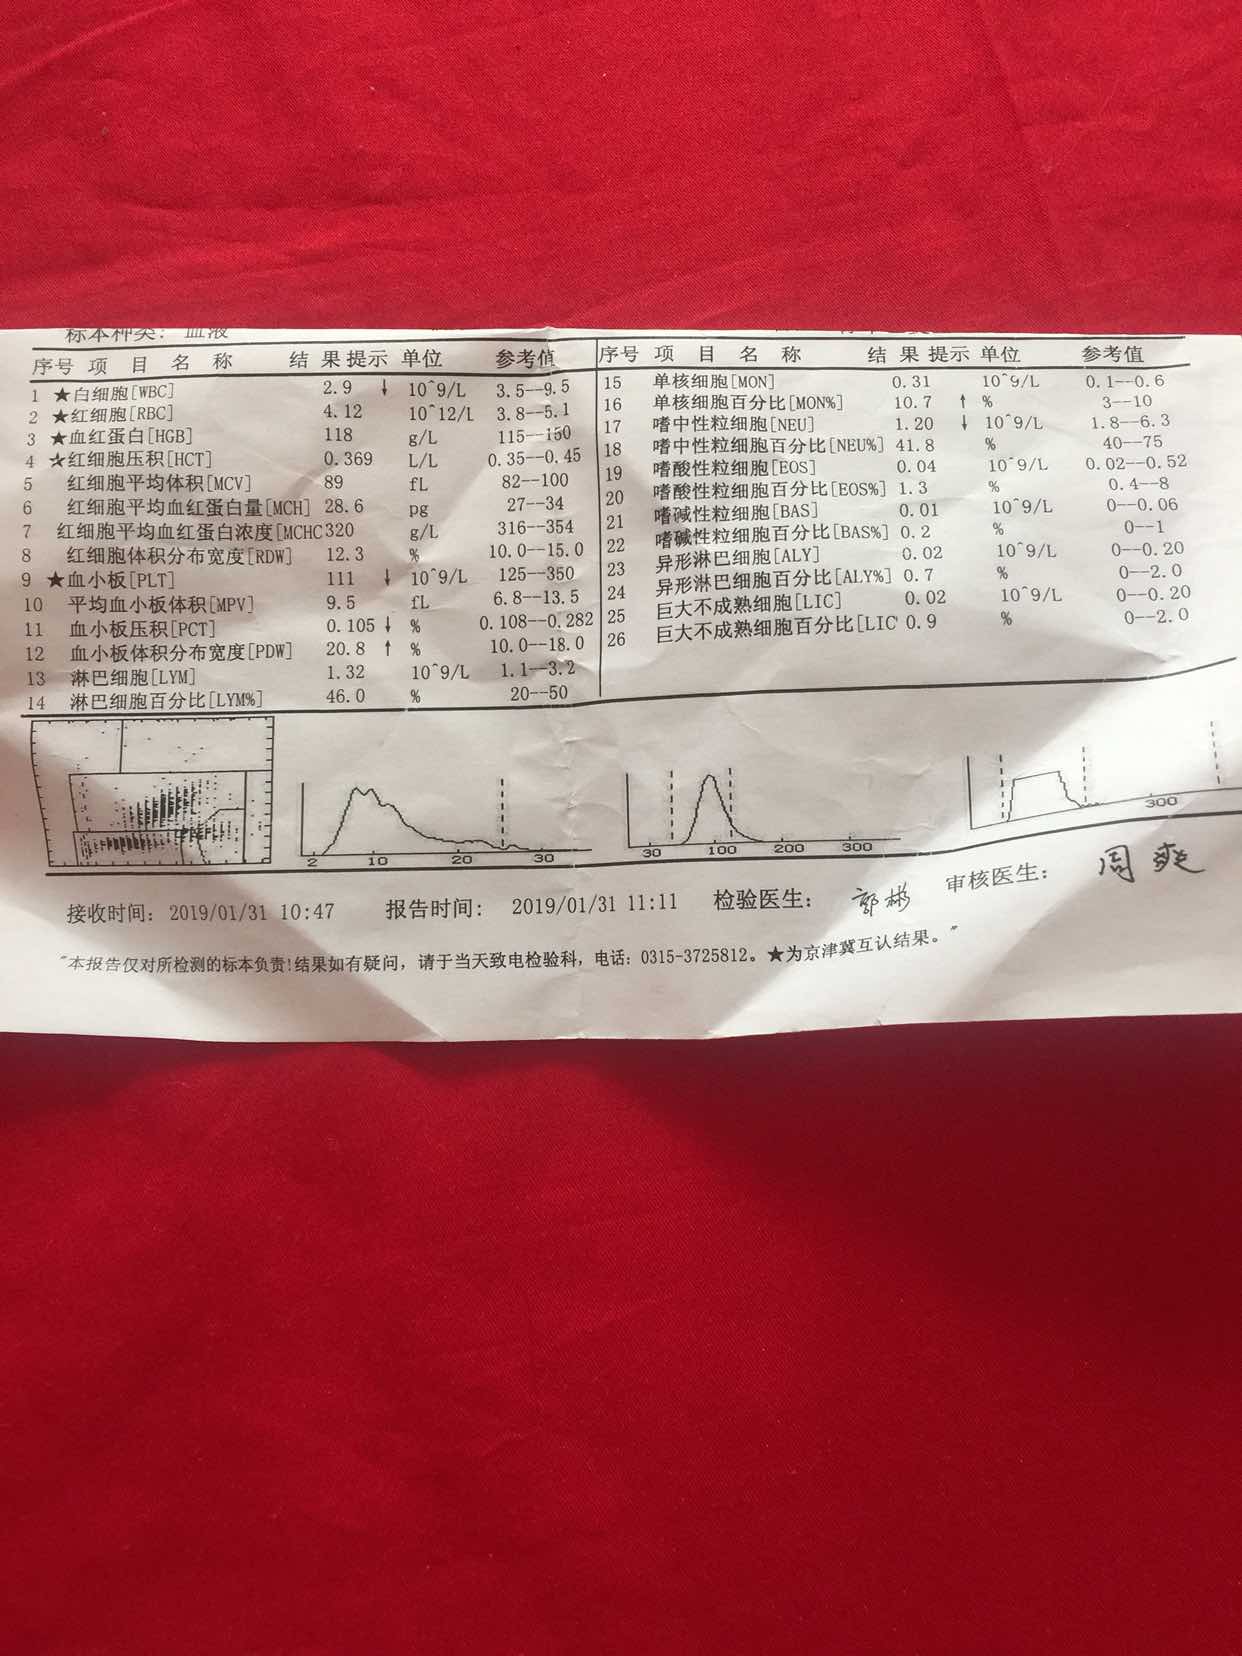 标本种类：血液
序号 项 目 名 称 结 果 提示 单位 参考值
1 ★白细胞[WBC] 2.9 ↓ 10^9/L 3.5--9.5
2 ★红细胞[RBC] 4.12 10^12/L 3.8--5.1
3 ★血红蛋白[HGB] 118 g/L 115--150
4 ☆红细胞压积[HCT] 0.369 L/L 0.35--0.45
5 红细胞平均体积[MCV] 89 fL 82--100
6 红细胞平均血红蛋白量[MCH] 28.6 pg 27--34
7 红细胞平均血红蛋白浓度[MCHC 320 g/L 316--354
8 红细胞体积分布宽度[RDW] 12.3 % 10.0--15.0
9 ★血小板[PLT] 111 ↓ 10^9/L 125--350
10 平均血小板体积[MPV] 9.5 fL 6.8--13.5
11 血小板压积[PCT] 0.105 ↓ % 0.108--0.282
12 血小板体积分布宽度[PDW] 20.8 ↑ % 10.0--18.0
13 淋巴细胞[LYM] 1.32 10^9/L 1.1--3.2
14 淋巴细胞百分比[LYM%] 46.0 % 20--50
序号 项 目 名 称 结 果 提示 单位 参考值
15 单核细胞[MON] 0.31 10^9/L 0.1--0.6
16 单核细胞百分比[MON%] 10.7 ↑ % 3--10
17 嗜中性粒细胞[NEU] 1.20 ↓ 10^9/L 1.8--6.3
18 嗜中性粒细胞百分比[NEU%] 41.8 % 40--75
19 嗜酸性粒细胞[EOS] 0.04 10^9/L 0.02--0.52
20 嗜酸性粒细胞百分比[EOS%] 1.3 % 0.4--8
21 嗜碱性粒细胞[BAS] 0.01 10^9/L 0--0.06
22 嗜碱性粒细胞百分比[BAS%] 0.2 % 0--1
23 异形淋巴细胞[ALY] 0.02 10^9/L 0--0.20
24 异形淋巴细胞百分比[ALY%] 0.7 % 0--2.0
25 巨大不成熟细胞[LIC] 0.02 10^9/L 0--0.20
26 巨大不成熟细胞百分比[LIC 0.9 % 0--2.0
2 10 20 30
30 100 200 300
300
接收时间：2019/01/31 10:47 报告时间： 2019/01/31 11:11 检验医生： 郭彬 审核医生： 周爽
"本报告仅对所检测的标本负责!结果如有疑问，请于当天致电检验科，电话：0315-3725812。★为京津冀互认结果。"